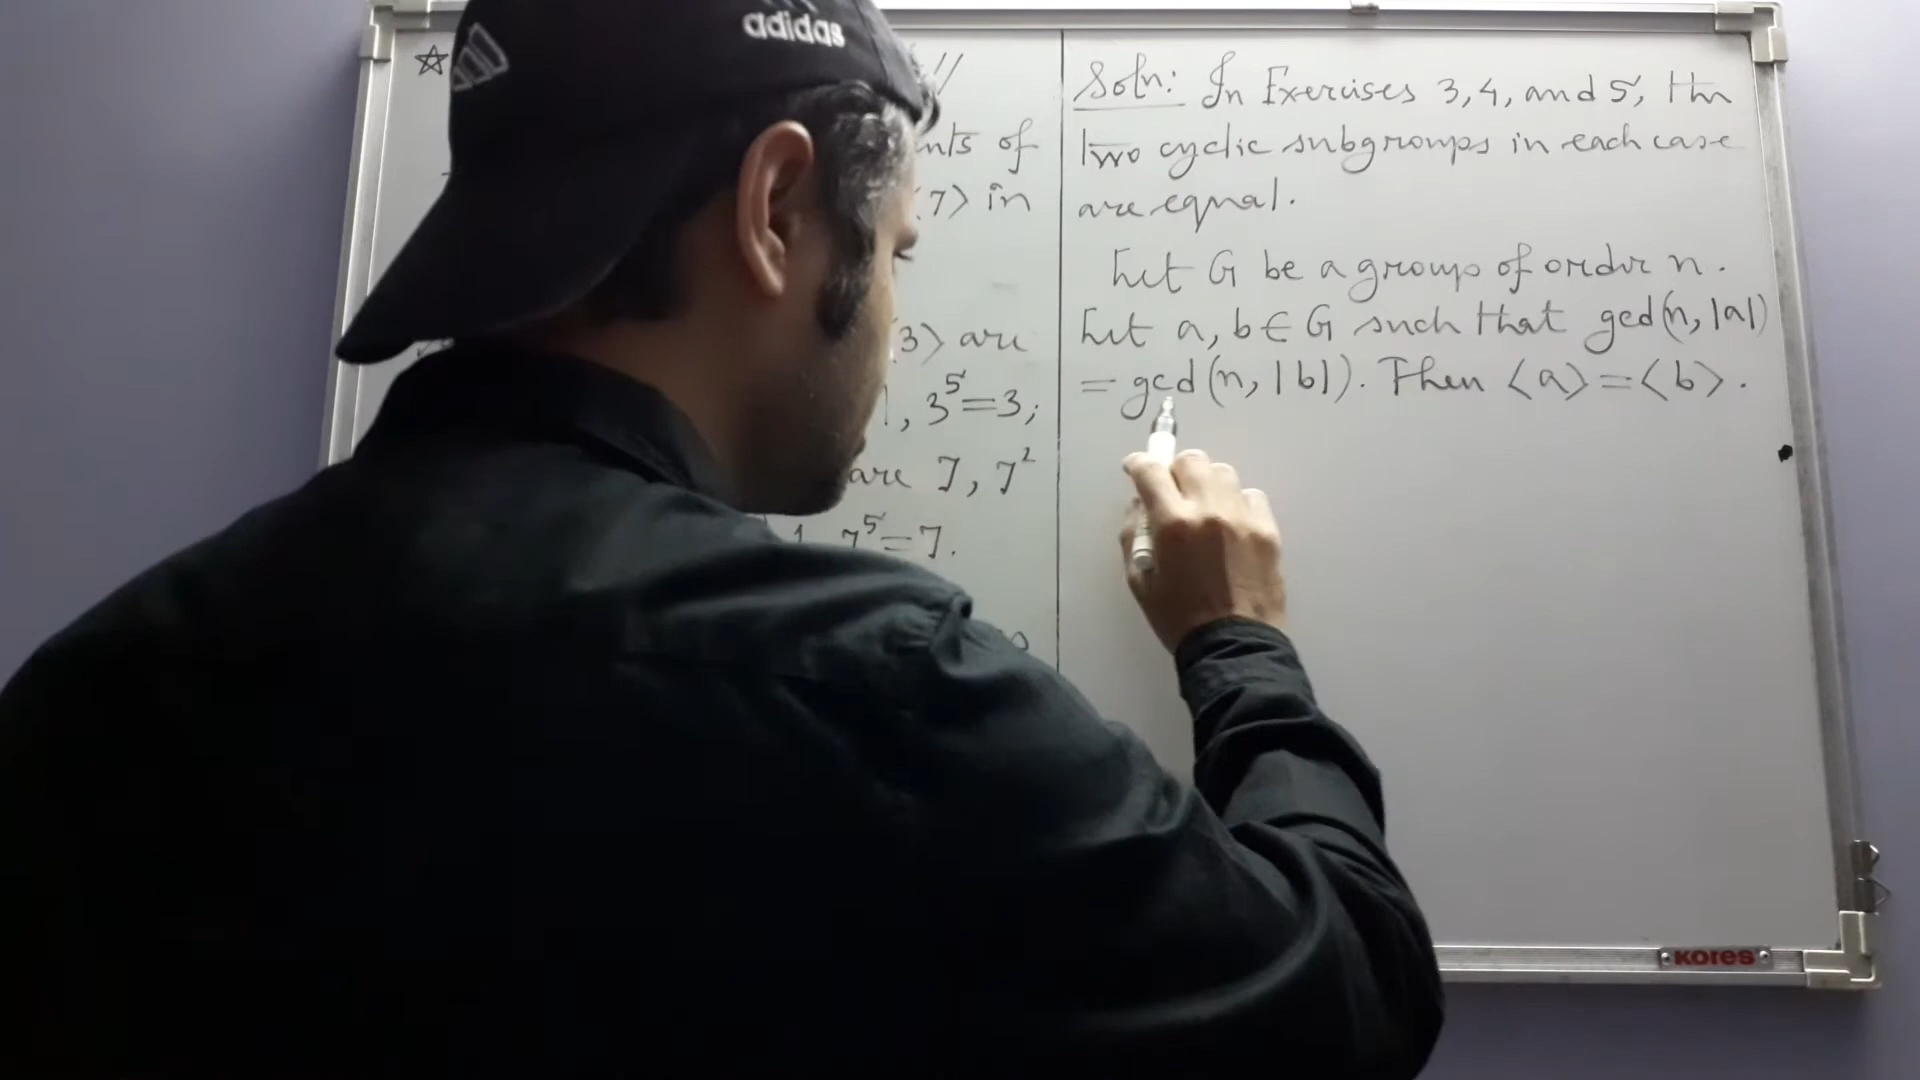 adidas
nts of
⟨7⟩ in
⟨3⟩ are
1, 3⁵=3;
are 7, 7²
1, 7⁵=7.
Soln: In Exercises 3, 4, and 5, the
two cyclic subgroups in each case
are equal.
Let G be a group of order n.
Let a, b ∈ G such that gcd(n, |a|)
= gcd(n, |b|). Then ⟨a⟩=⟨b⟩.
KORES